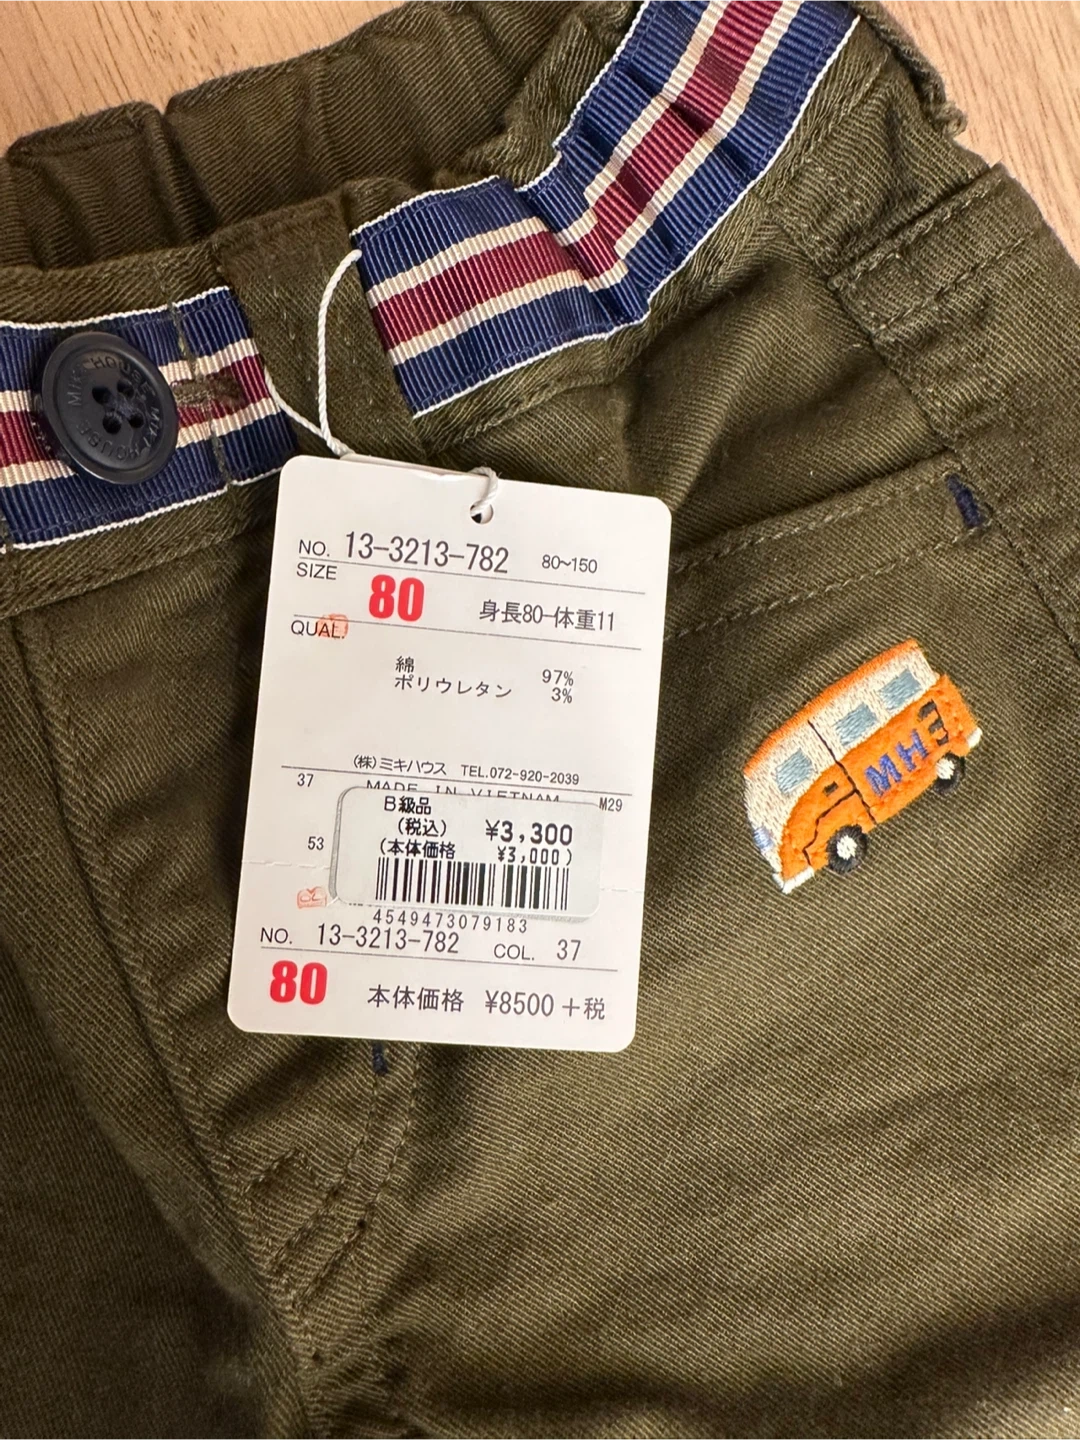 MIKIHOUSE MIKIHOUSE
NO. 13-3213-782 80~150
SIZE 80 身長80-体重11
QUAL.
綿 97%
ポリウレタン 3%
(株)ミキハウス TEL.072-920-2039
37 MADE IN VIETNAM M29
B級品
(税込) ¥3,300
53 (本体価格 ¥3,000)
4549473079183
NO. 13-3213-782 COL. 37
80 本体価格 ¥8500+税
MH